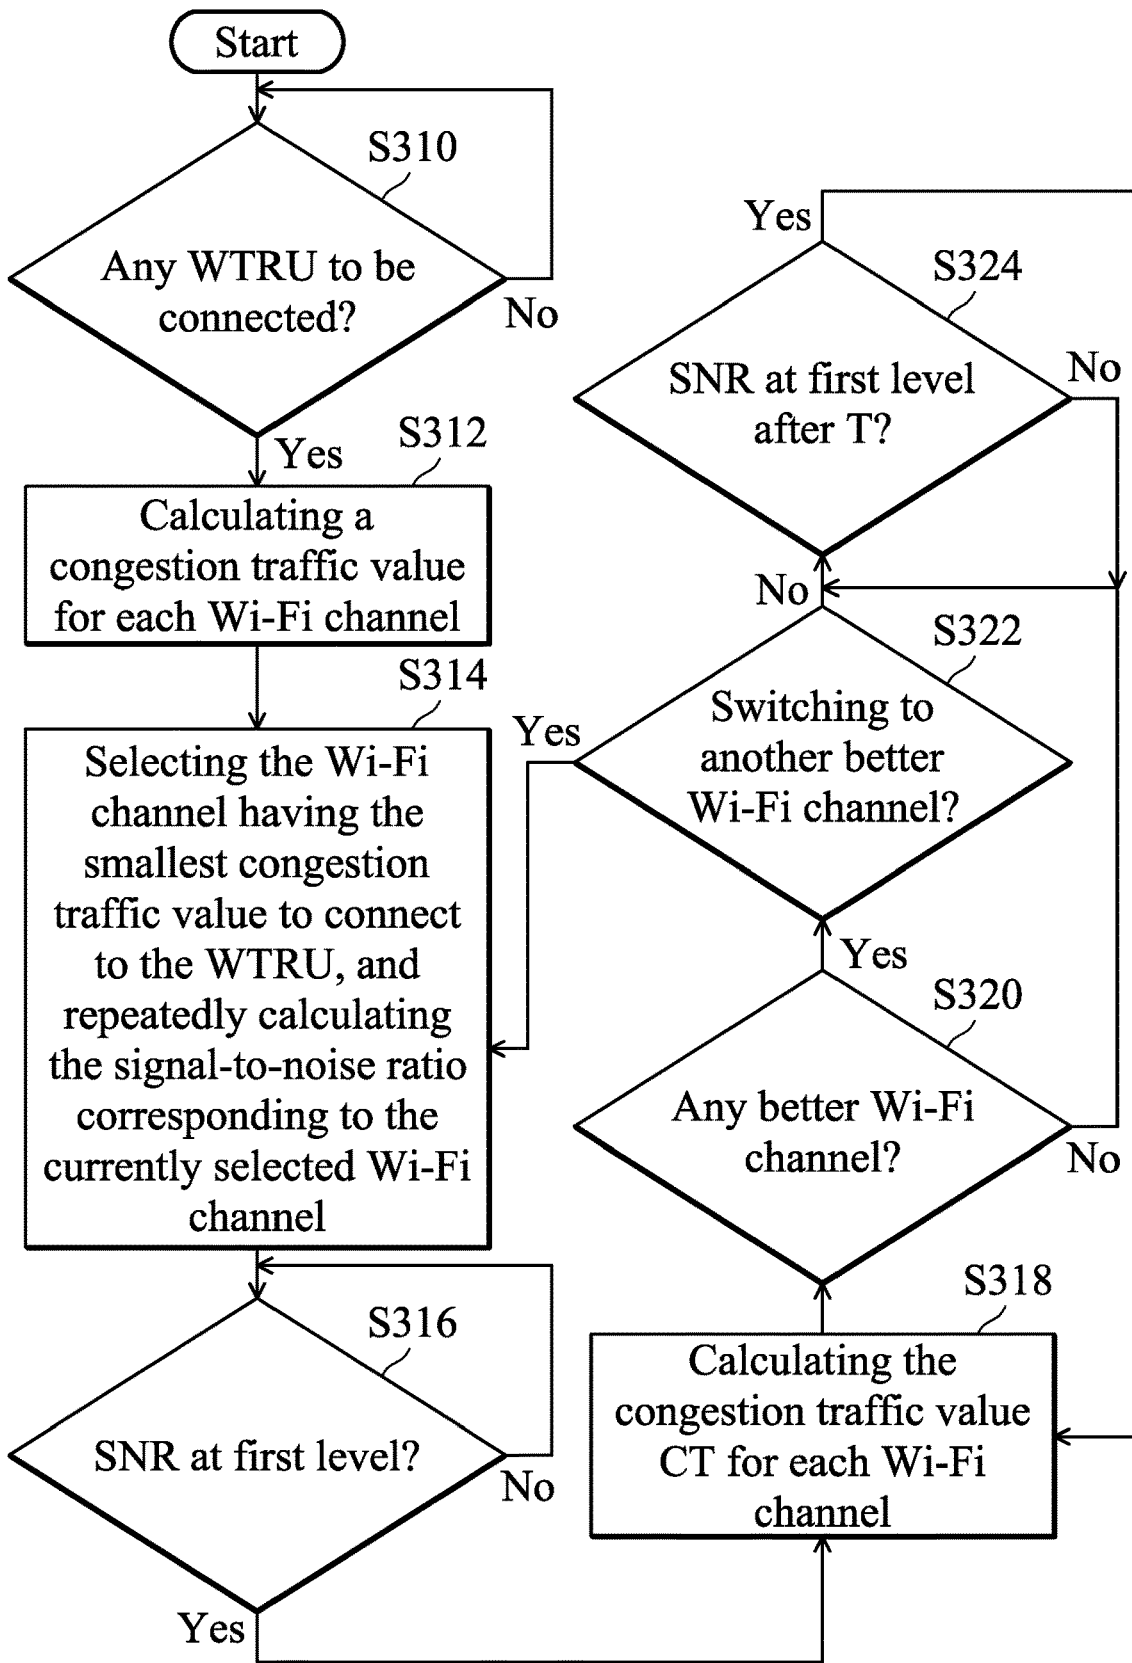 Start
S310
Any WTRU to be
connected?
No
Yes
S312
Calculating a
congestion traffic value
for each Wi-Fi channel
S314
Selecting the Wi-Fi
channel having the
smallest congestion
traffic value to connect
to the WTRU, and
repeatedly calculating
the signal-to-noise ratio
corresponding to the
currently selected Wi-Fi
channel
S316
SNR at first level?
No
Yes
S318
Calculating the
congestion traffic value
CT for each Wi-Fi
channel
S320
Any better Wi-Fi
channel?
No
Yes
S322
Switching to
another better
Wi-Fi channel?
Yes
No
S324
SNR at first level
after T?
No
Yes